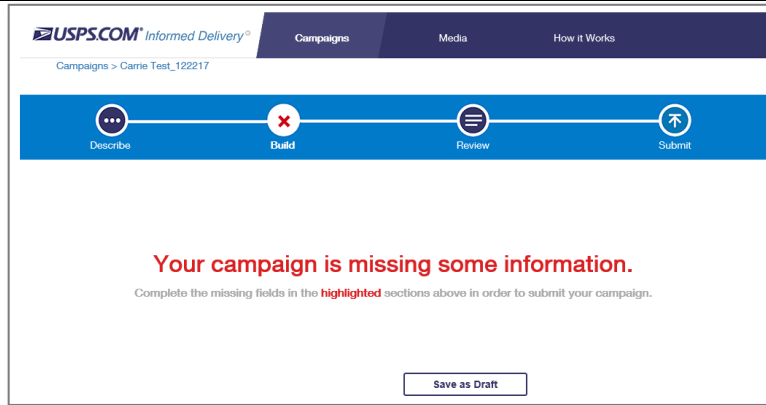 USPS.COM® Informed Delivery®
Campaigns
Media
How it Works
Campaigns > Carrie Test_122217
Describe
Build
Review
Submit
Your campaign is missing some information.
Complete the missing fields in the highlighted sections above in order to submit your campaign.
Save as Draft